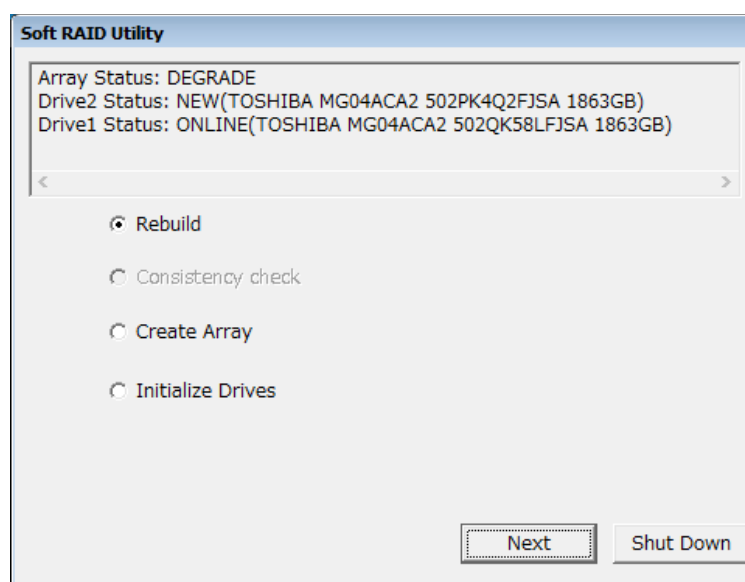 Soft RAID Utility
Array Status: DEGRADE
Drive2 Status: NEW(TOSHIBA MG04ACA2 502PK4Q2FJSA 1863GB)
Drive1 Status: ONLINE(TOSHIBA MG04ACA2 502QK58LFJSA 1863GB)
Rebuild
Consistency check
Create Array
Initialize Drives
Next Shut Down